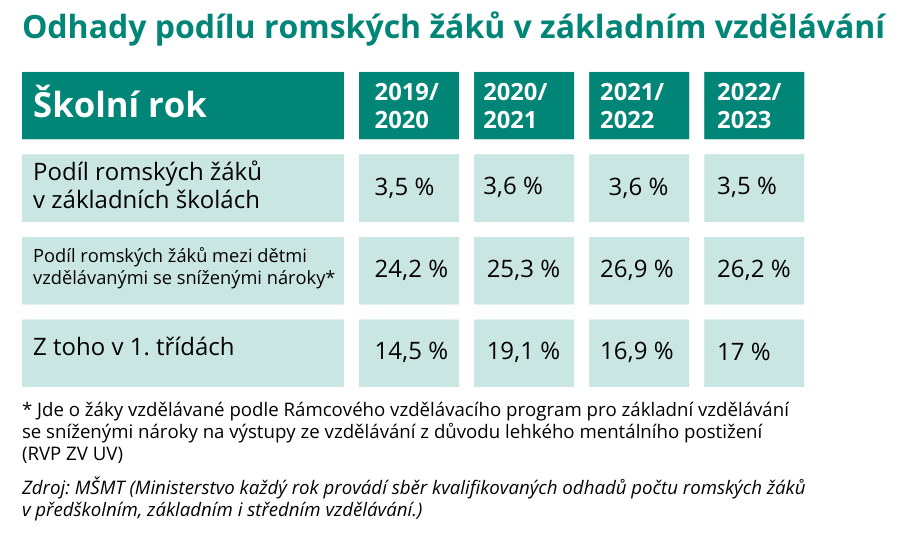 Odhady podílu romských žáků v základním vzdělávání
Školní rok
2019/
2020
2020/
2021
2021/
2022
2022/
2023
Podíl romských žáků
v základních školách
3,5 %
3,6 %
3,6 %
3,5 %
Podíl romských žáků mezi dětmi
vzdělávanými se sníženými nároky*
24,2 %
25,3 %
26,9 %
26,2 %
Z toho v 1. třídách
14,5 %
19,1 %
16,9 %
17 %
* Jde o žáky vzdělávané podle Rámcového vzdělávacího program pro základní vzdělávání
se sníženými nároky na výstupy ze vzdělávání z důvodu lehkého mentálního postižení
(RVP ZV UV)
Zdroj: MŠMT (Ministerstvo každý rok provádí sběr kvalifikovaných odhadů počtu romských žáků
v předškolním, základním i středním vzdělávání.)